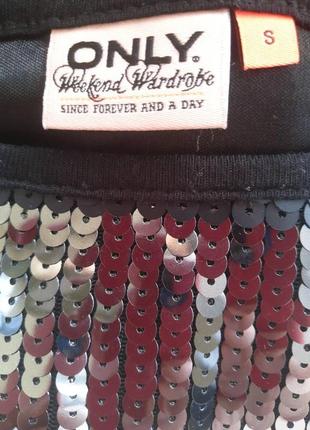 ONLY
Weekend Wardrobe
SINCE FOREVER AND A DAY
S